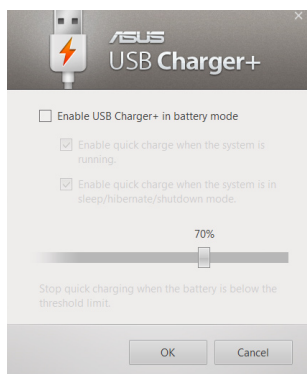 ASUS
USB Charger+
Enable USB Charger+ in battery mode
Enable quick charge when the system is
running.
Enable quick charge when the system is in
sleep/hibernate/shutdown mode.
70%
Stop quick charging when the battery is below the
threshold limit.
OK
Cancel